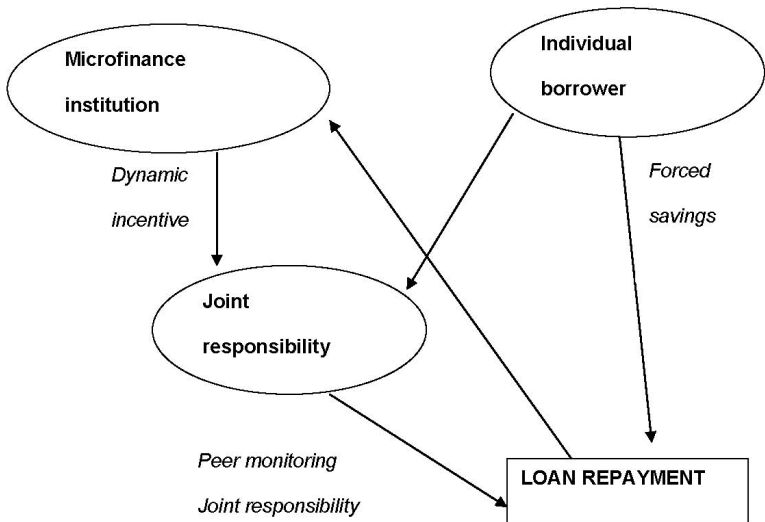 Microfinance
institution
Individual
borrower
Dynamic
incentive
Forced
savings
Joint
responsibility
Peer monitoring
Joint responsibility
LOAN REPAYMENT